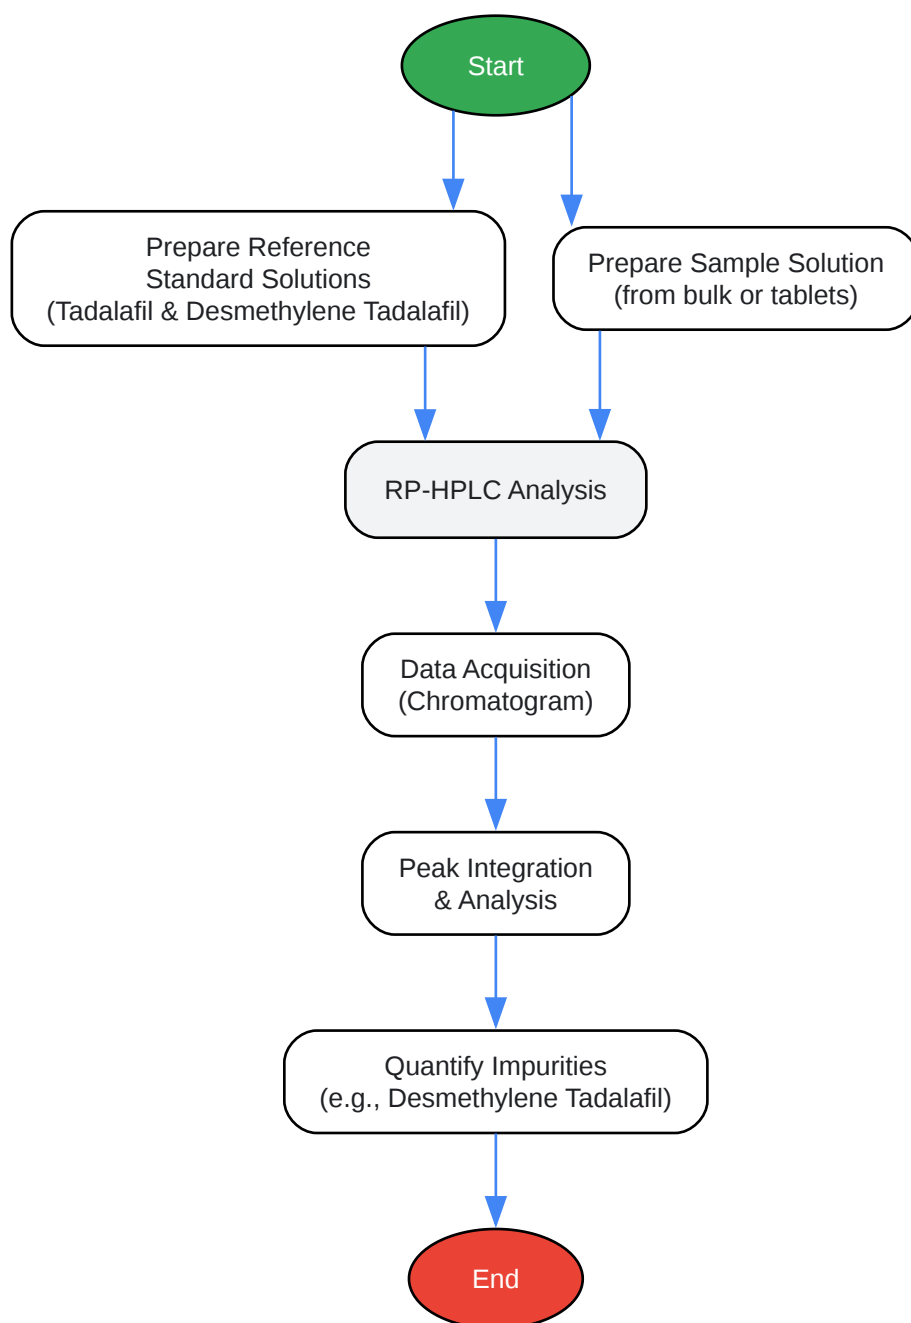 Start
Prepare Reference
Standard Solutions
(Tadalafil & Desmethylene Tadalafil)
Prepare Sample Solution
(from bulk or tablets)
RP-HPLC Analysis
Data Acquisition
(Chromatogram)
Peak Integration
& Analysis
Quantify Impurities
(e.g., Desmethylene Tadalafil)
End